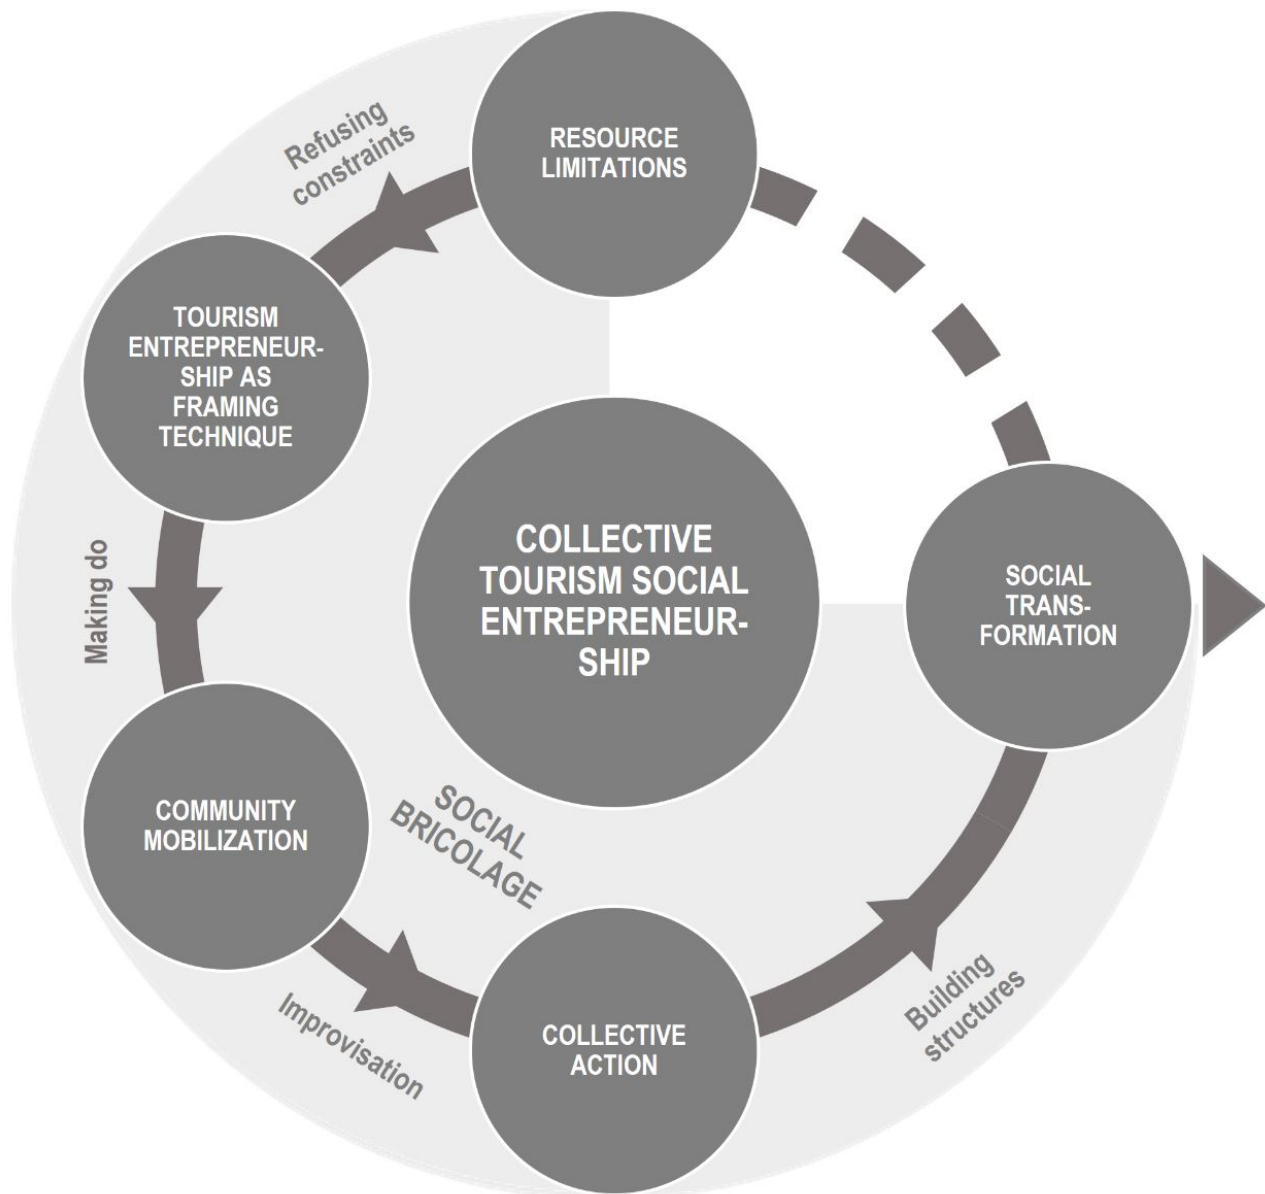 RESOURCE
LIMITATIONS
Refusing
constraints
TOURISM
ENTREPRENEUR-
SHIP AS
FRAMING
TECHNIQUE
Making do
COMMUNITY
MOBILIZATION
Improvisation
COLLECTIVE
ACTION
Building
structures
SOCIAL
TRANS-
FORMATION
COLLECTIVE
TOURISM SOCIAL
ENTREPRENEUR-
SHIP
SOCIAL
BRICOLAGE